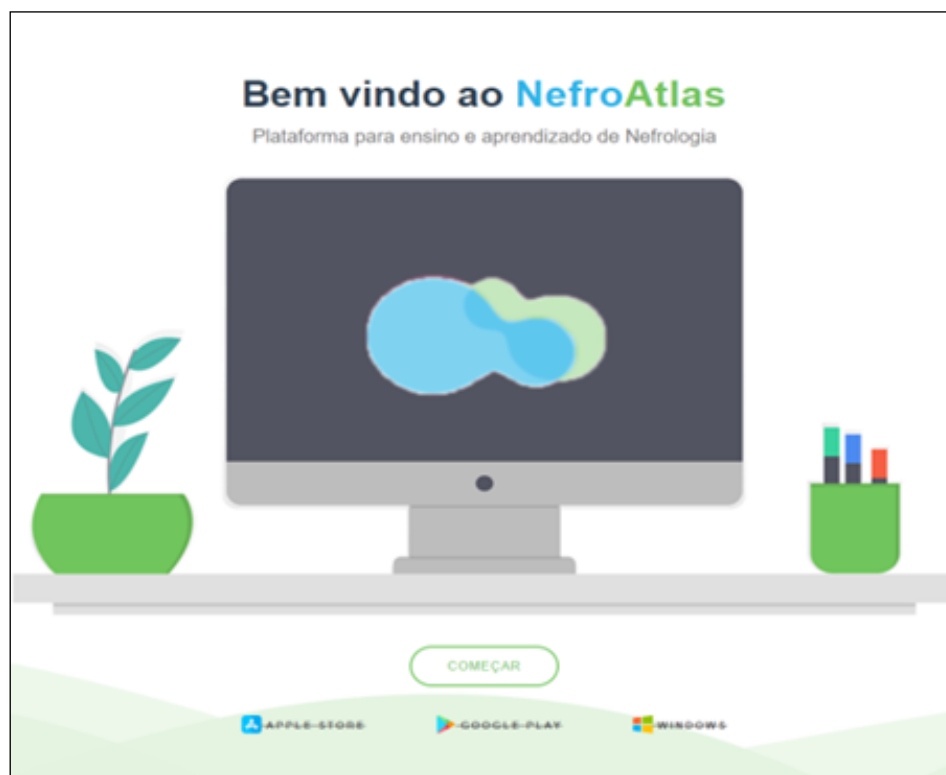 Bem vindo ao NefroAtlas
Plataforma para ensino e aprendizado de Nefrologia
COMEÇAR
APPLE STORE GOOGLE PLAY WINDOWS